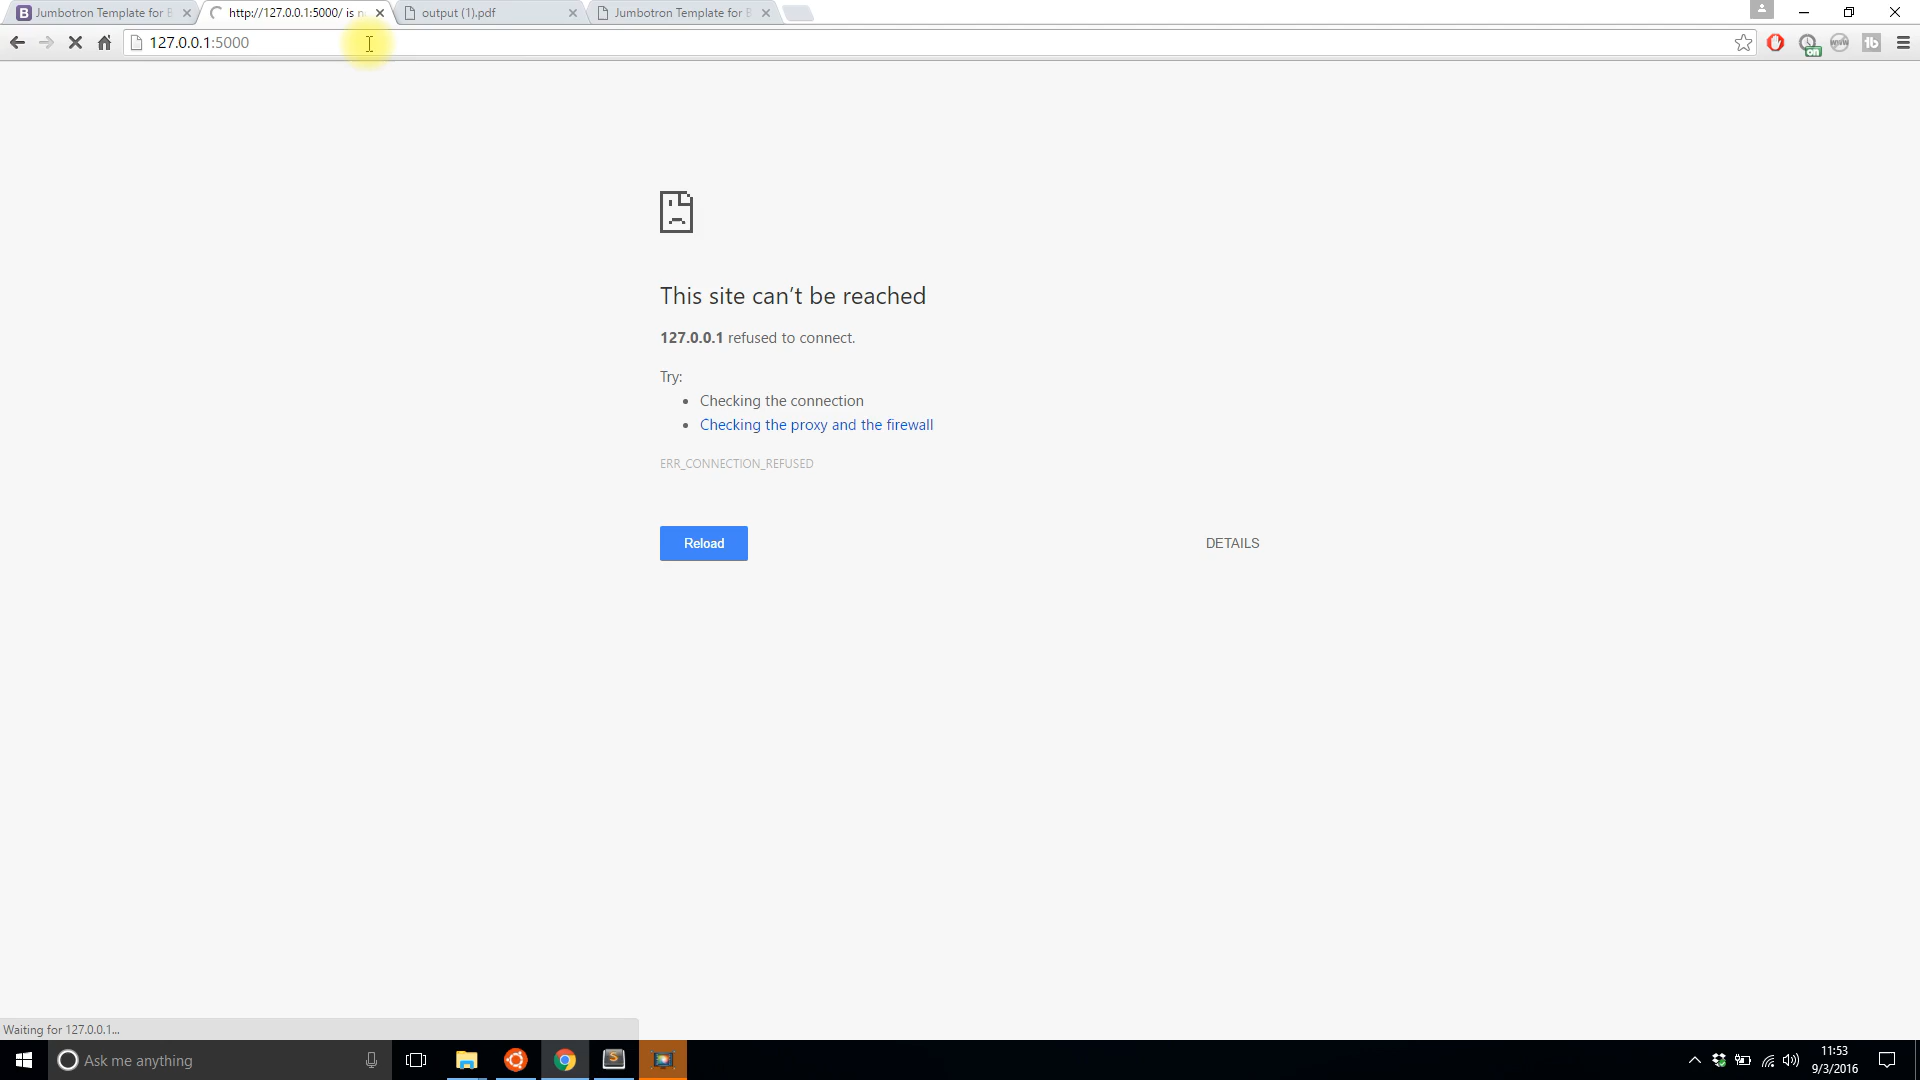 Jumbotron Template for B
http://127.0.0.1:5000/ is n
output (1).pdf
Jumbotron Template for B
127.0.0.1:5000
on
This site can't be reached
127.0.0.1 refused to connect.
Try:
Checking the connection
Checking the proxy and the firewall
ERR_CONNECTION_REFUSED
Reload
DETAILS
Waiting for 127.0.0.1...
Ask me anything
11:53
9/3/2016